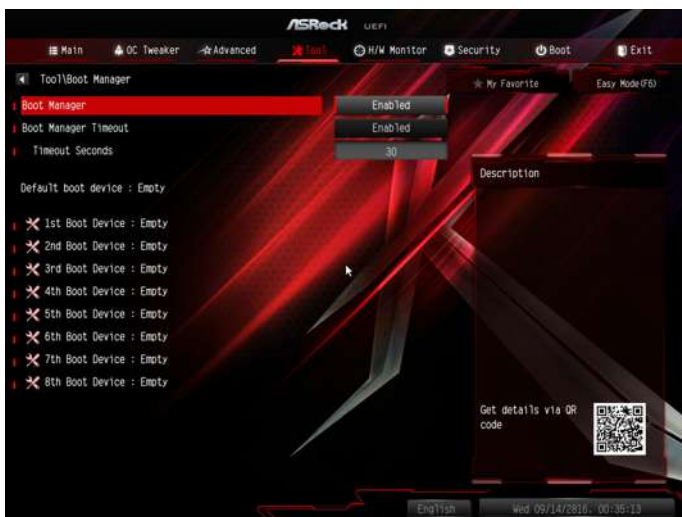 ASRock UEFI
Main OC Tweaker Advanced Tool H/W Monitor Security Boot Exit
Tool\Boot Manager
My Favorite Easy Mode(F6)
Boot Manager Enabled
Boot Manager Timeout Enabled
Timeout Seconds 30
Description
Default boot device : Empty
1st Boot Device : Empty
2nd Boot Device : Empty
3rd Boot Device : Empty
4th Boot Device : Empty
5th Boot Device : Empty
6th Boot Device : Empty
7th Boot Device : Empty
8th Boot Device : Empty
Get details via QR
code
English Wed 09/14/2816, 00:35:13